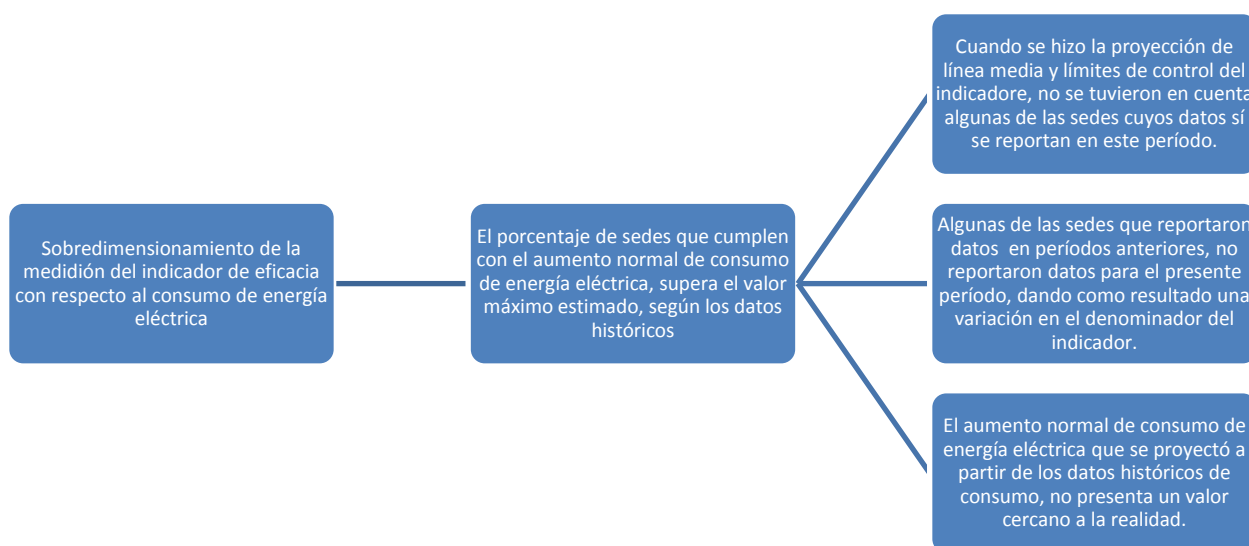 Sobredimensionamiento de la
medidión del indicador de eficacia
con respecto al consumo de energía
eléctrica
El porcentaje de sedes que cumplen
con el aumento normal de consumo
de energía eléctrica, supera el valor
máximo estimado, según los datos
históricos
Cuando se hizo la proyección de
línea media y límites de control del
indicadore, no se tuvieron en cuenta
algunas de las sedes cuyos datos sí
se reportan en este período.
Algunas de las sedes que reportaron
datos en períodos anteriores, no
reportaron datos para el presente
período, dando como resultado una
variación en el denominador del
indicador.
El aumento normal de consumo de
energía eléctrica que se proyectó a
partir de los datos históricos de
consumo, no presenta un valor
cercano a la realidad.